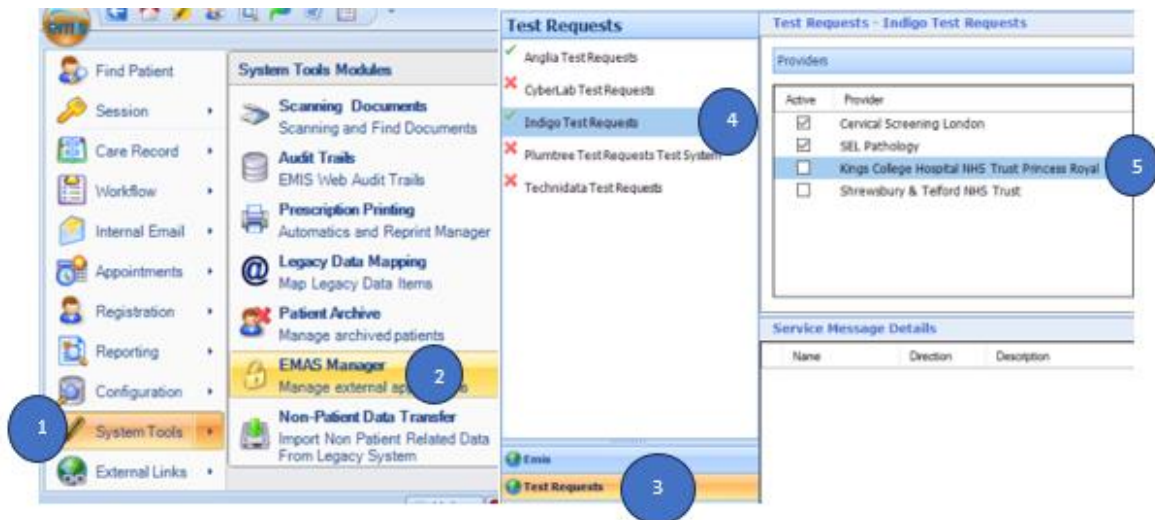 emis
Find Patient
Session
Care Record
Workflow
Internal Email
Appointments
Registration
Reporting
Configuration
1
System Tools
External Links
System Tools Modules
Scanning Documents
Scanning and Find Documents
Audit Trails
EMIS Web Audit Trails
Prescription Printing
Automatics and Reprint Manager
Legacy Data Mapping
Map Legacy Data Items
Patient Archive
Manage archived patients
EMAS Manager
2
Manage external
Non-Patient Data Transfer
Import Non Patient Related Data
From Legacy System
Test Requests
Anglia Test Requests
CyberLab Test Requests
Indigo Test Requests
4
Plumtree Test Requests Test System
Technidata Test Requests
Emis
Test Requests
3
Test Requests - Indigo Test Requests
Providers
Active Provider
Cervical Screening London
SEL Pathology
Kings College Hospital NHS Trust Princess Royal
5
Shrewsbury & Telford NHS Trust
Service Message Details
Name Direction Description